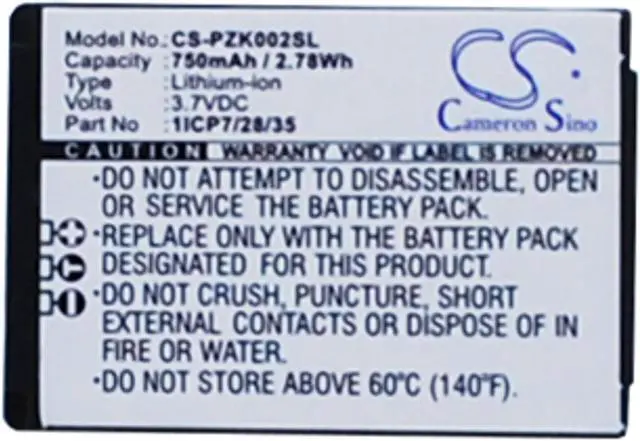 Model No.: CS-PZK002SL
Capacity : 750mAh / 2.78Wh
Type : Lithium-ion
Volts : 3.7VDC
Part No. : 1ICP7/28/35
CS
Cameron Sino
CAUTION WARRANTY VOID IF LABEL IS REMOVED
•DO NOT ATTEMPT TO DISASSEMBLE, OPEN
OR SERVICE THE BATTERY PACK.
•REPLACE ONLY WITH THE BATTERY PACK
DESIGNATED FOR THIS MACHINE.
•DO NOT CRUSH, PUNCTURE, SHORT
EXTERNAL CONTACTS OR DISPOSE OF IN
FIRE OR WATER.
•DO NOT STORE ABOVE 60°C (140°F).